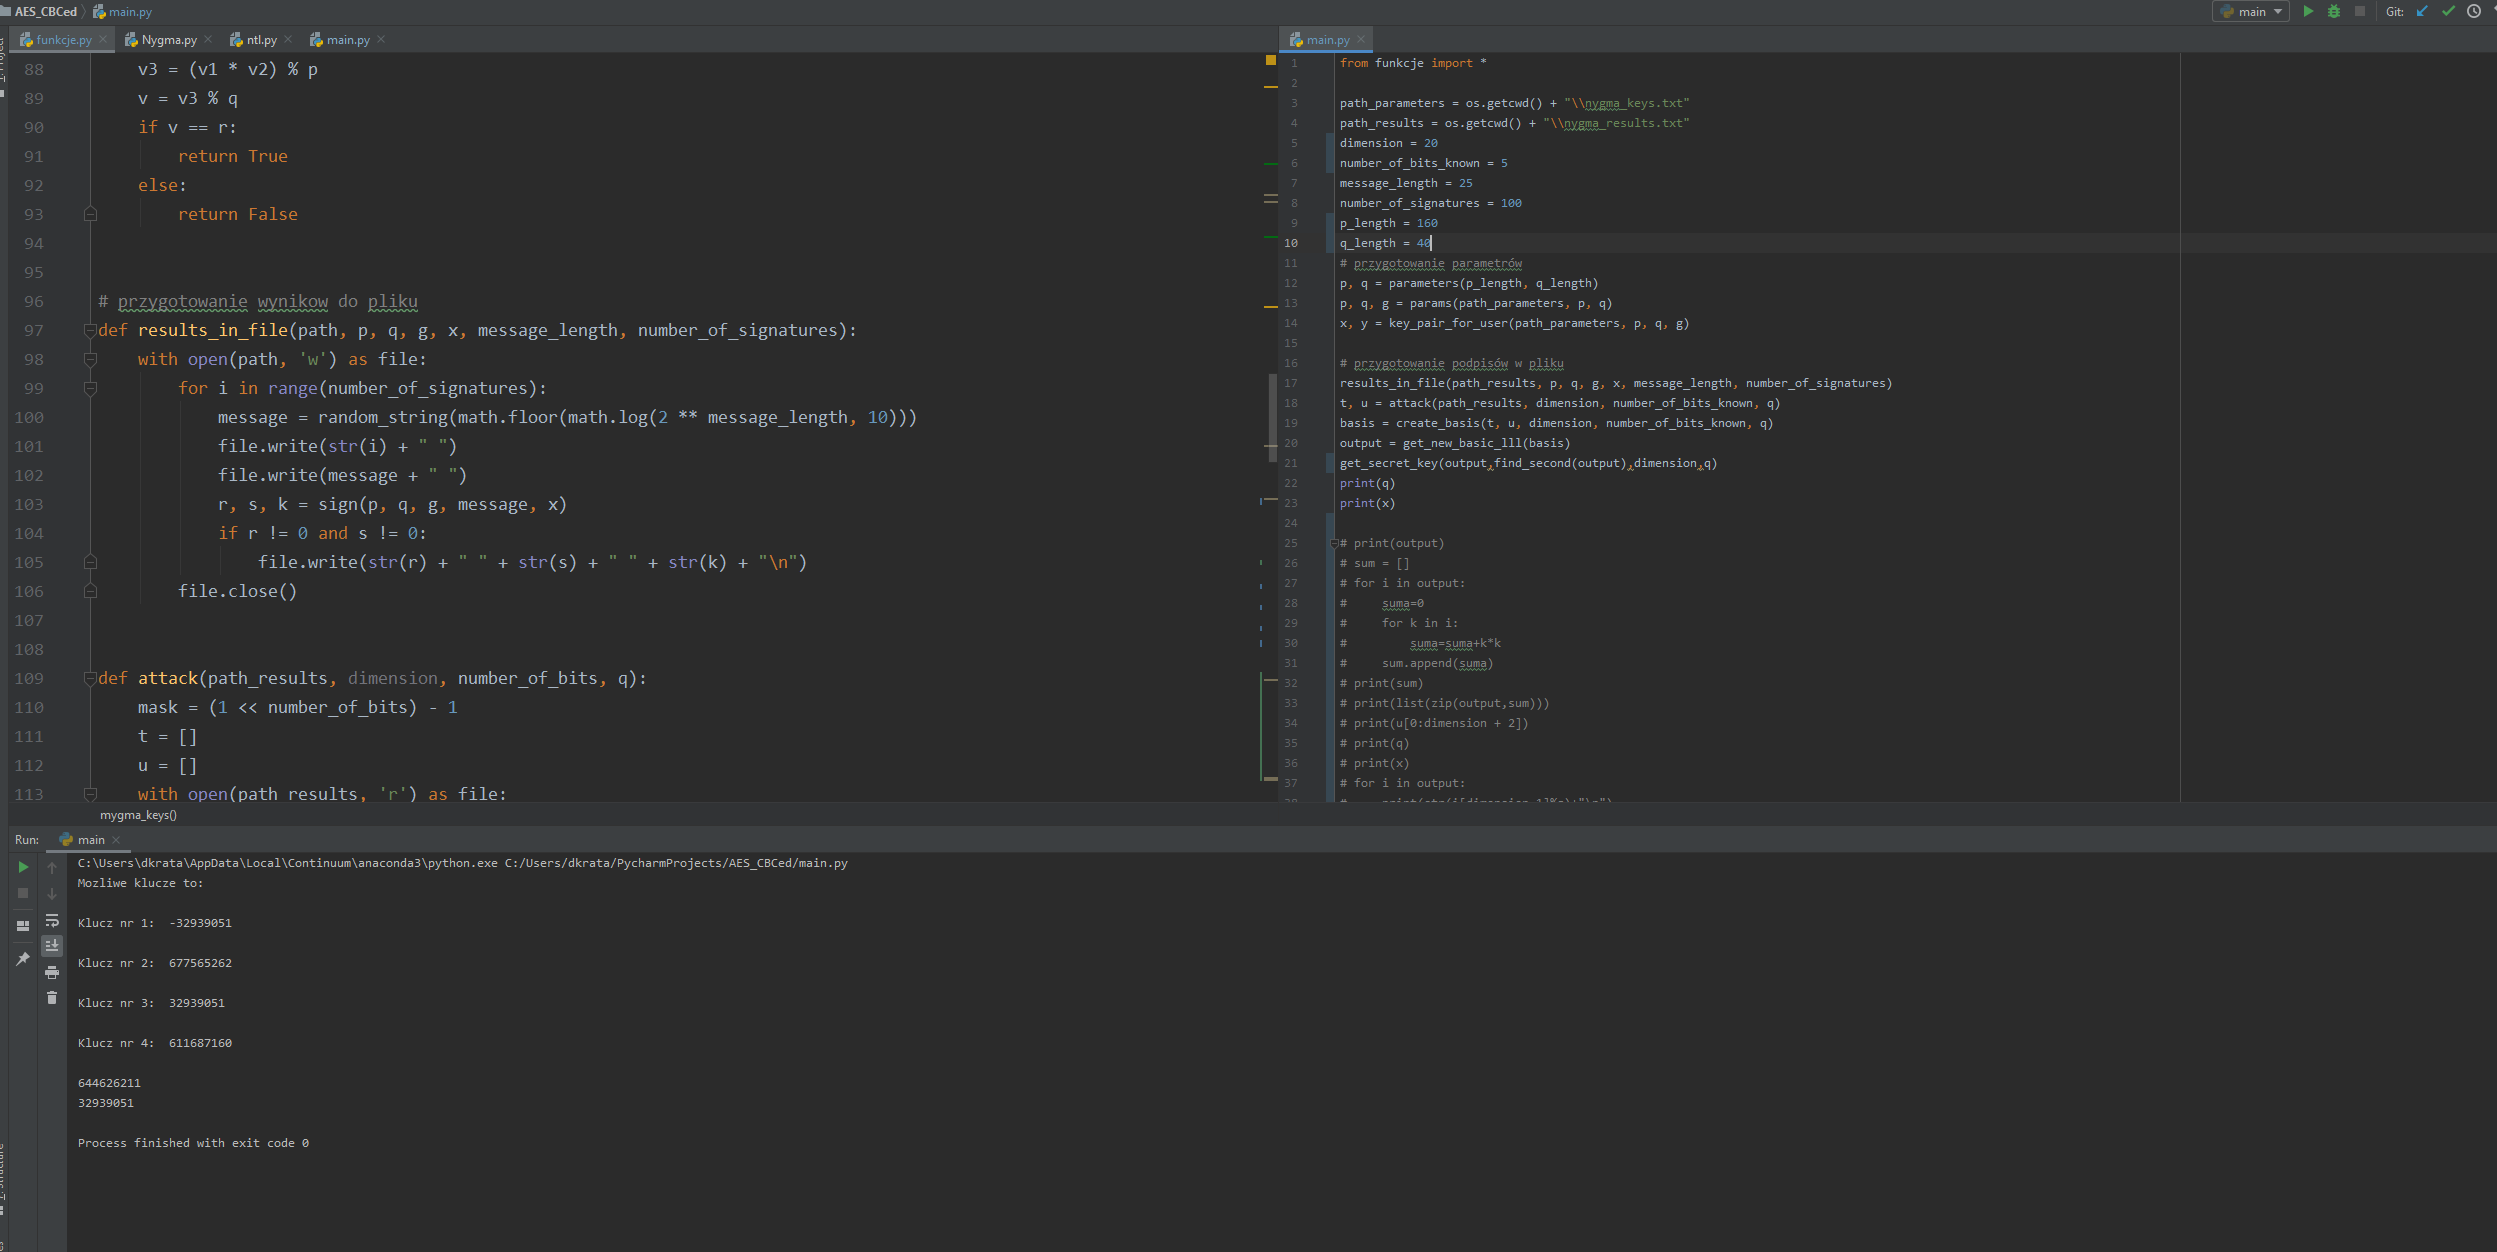 AES_CBCed
main.py
main
Git:
funkcje.py
Nygma.py
ntl.py
main.py
88 v3 = (v1 * v2) % p
89 v = v3 % q
90 if v == r:
91 return True
92 else:
93 return False
94
95
96 # przygotowanie wynikow do pliku
97 def results_in_file(path, p, q, g, x, message_length, number_of_signatures):
98 with open(path, 'w') as file:
99 for i in range(number_of_signatures):
100 message = random_string(math.floor(math.log(2 ** message_length, 10)))
101 file.write(str(i) + " ")
102 file.write(message + " ")
103 r, s, k = sign(p, q, g, message, x)
104 if r != 0 and s != 0:
105 file.write(str(r) + " " + str(s) + " " + str(k) + "\n")
106 file.close()
107
108
109 def attack(path_results, dimension, number_of_bits, q):
110 mask = (1 << number_of_bits) - 1
111 t = []
112 u = []
113 with open(path_results, 'r') as file:
mygma_keys()
main.py
1 from funkcje import *
2
3 path_parameters = os.getcwd() + "\\nygma_keys.txt"
4 path_results = os.getcwd() + "\\nygma_results.txt"
5 dimension = 20
6 number_of_bits_known = 5
7 message_length = 25
8 number_of_signatures = 100
9 p_length = 160
10 q_length = 40
11 # przygotowanie parametrów
12 p, q = parameters(p_length, q_length)
13 p, q, g = params(path_parameters, p, q)
14 x, y = key_pair_for_user(path_parameters, p, q, g)
15
16 # przygotowanie podpisów w pliku
17 results_in_file(path_results, p, q, g, x, message_length, number_of_signatures)
18 t, u = attack(path_results, dimension, number_of_bits_known, q)
19 basis = create_basis(t, u, dimension, number_of_bits_known, q)
20 output = get_new_basic_lll(basis)
21 get_secret_key(output,find_second(output),dimension,q)
22 print(q)
23 print(x)
24
25 # print(output)
26 # sum = []
27 # for i in output:
28 # suma=0
29 # for k in i:
30 # suma=suma+k*k
31 # sum.append(suma)
32 # print(sum)
33 # print(list(zip(output,sum)))
34 # print(u[0:dimension + 2])
35 # print(q)
36 # print(x)
37 # for i in output:
Run: main
C:\Users\dkrata\AppData\Local\Continuum\anaconda3\python.exe C:/Users/dkrata/PycharmProjects/AES_CBCed/main.py
Mozliwe klucze to:
Klucz nr 1: -32939051
Klucz nr 2: 677565262
Klucz nr 3: 32939051
Klucz nr 4: 611687160
644626211
32939051
Process finished with exit code 0